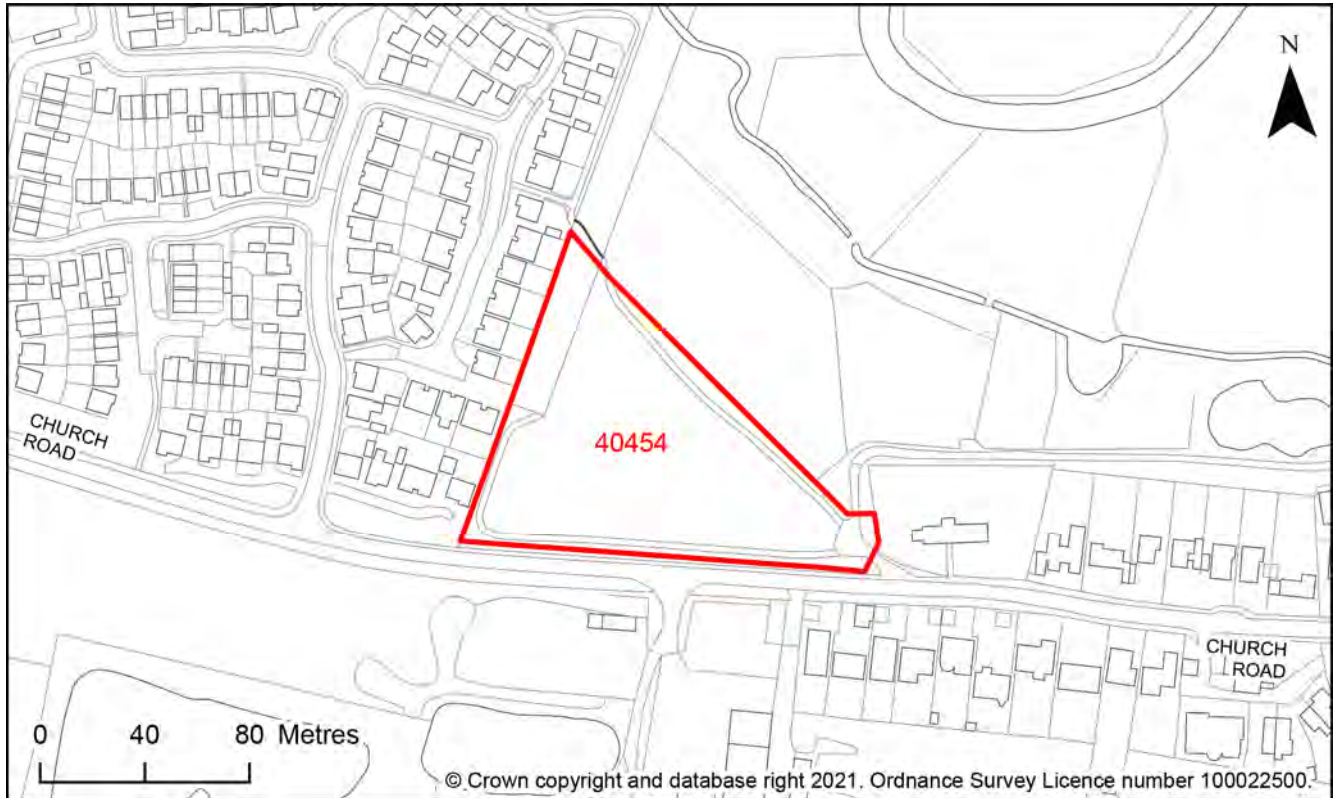 N
40454
CHURCH
ROAD
CHURCH
ROAD
0 40 80 Metres
© Crown copyright and database right 2021. Ordnance Survey Licence number 100022500.